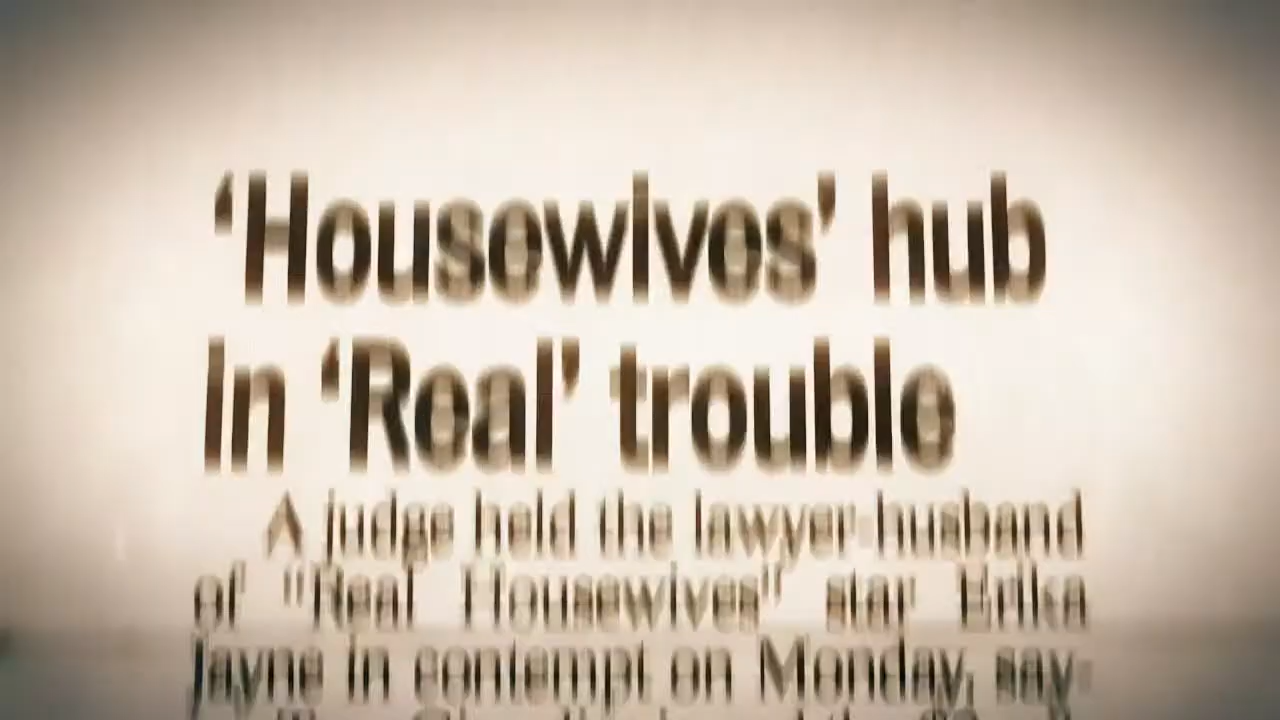 ‘Housewives’ hub
in ‘Real’ trouble
A judge held the lawyer-husband
of "Real Housewives" star Erika
Jayne in contempt on Monday, say-